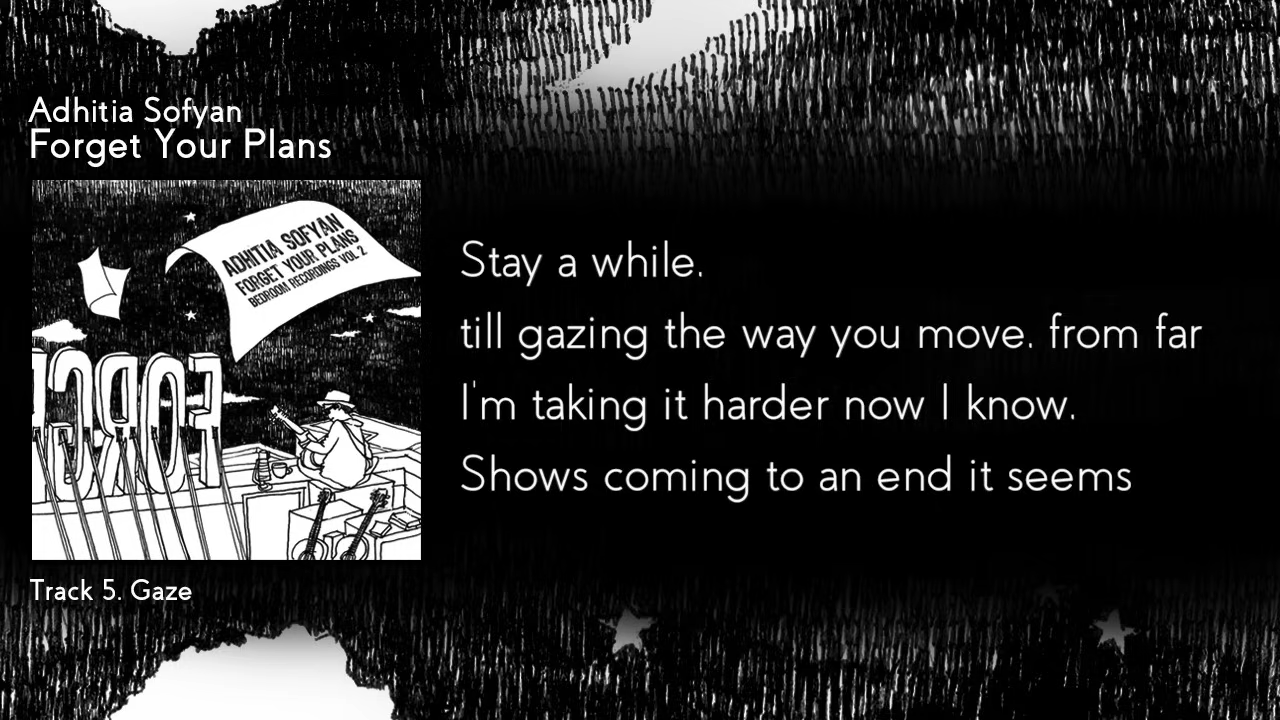 Adhitia Sofyan
Forget Your Plans
ADHITIA SOFYAN
FORGET YOUR PLANS
BEDROOM RECORDINGS VOL 2
FORG
Track 5. Gaze
Stay a while.
till gazing the way you move. from far
I'm taking it harder now I know.
Shows coming to an end it seems